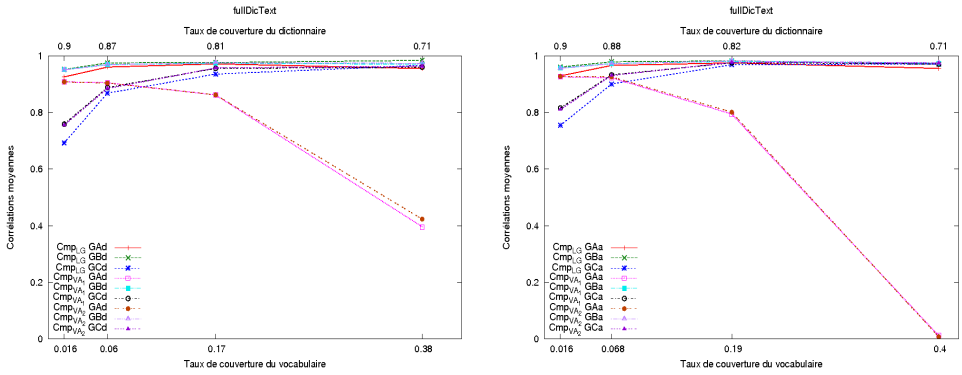 fullDicText
Taux de couverture du dictionnaire
0.9 0.87 0.81 0.71
1
0.8
0.6
0.4
0.2
0
Corrélations moyennes
Cmp_LG GAd
Cmp_LG GBd
Cmp_LG GCd
Cmp_VA1 GAd
Cmp_VA1 GBd
Cmp_VA1 GCd
Cmp_VA2 GAd
Cmp_VA2 GBd
Cmp_VA2 GCd
0.016 0.06 0.17 0.38
Taux de couverture du vocabulaire
fullDicText
Taux de couverture du dictionnaire
0.9 0.88 0.82 0.71
1
0.8
0.6
0.4
0.2
0
Corrélations moyennes
Cmp_LG GAa
Cmp_LG GBa
Cmp_LG GCa
Cmp_VA1 GAa
Cmp_VA1 GBa
Cmp_VA1 GCa
Cmp_VA2 GAa
Cmp_VA2 GBa
Cmp_VA2 GCa
0.016 0.068 0.19 0.4
Taux de couverture du vocabulaire